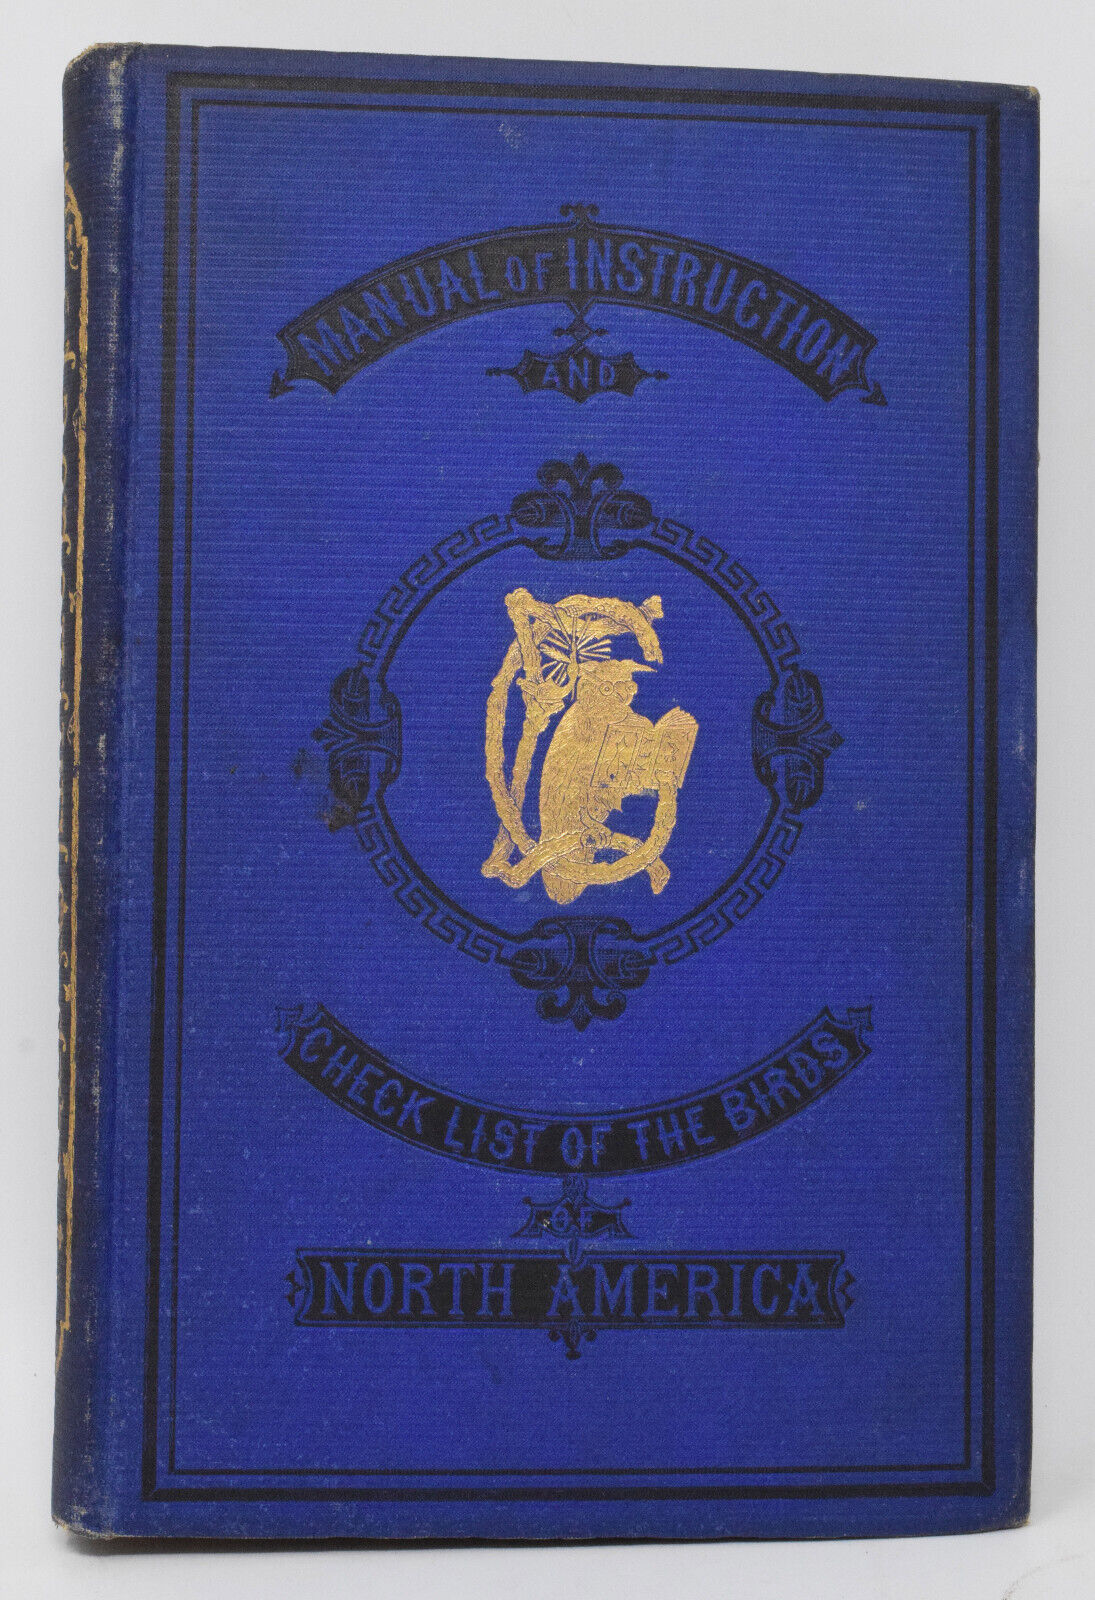 MANUAL OF INSTRUCTION
AND
CHECK LIST OF THE BIRDS
OF
NORTH AMERICA